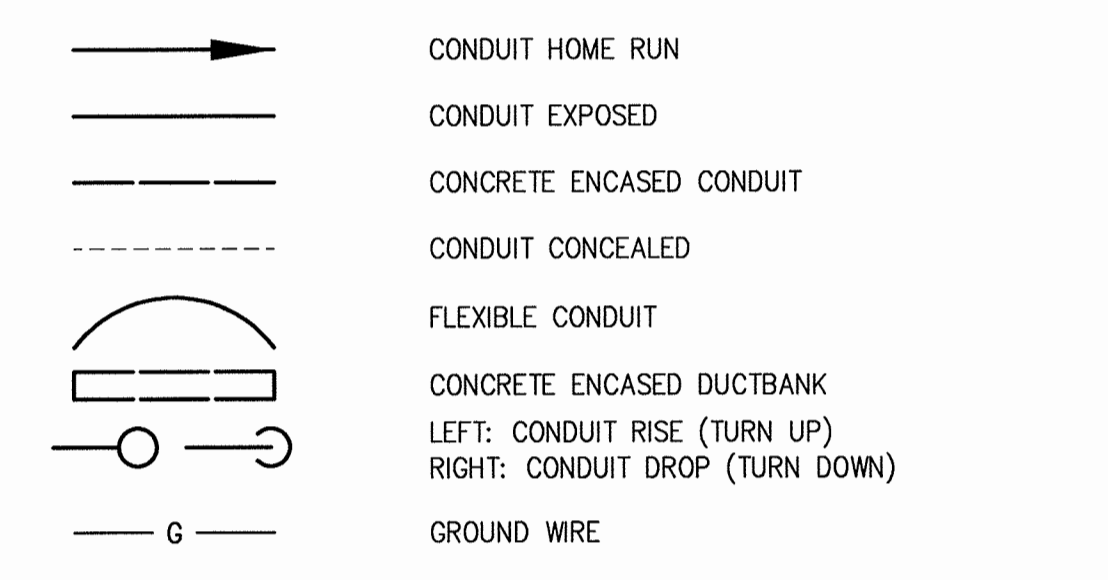 CONDUIT HOME RUN
CONDUIT EXPOSED
CONCRETE ENCASED CONDUIT
CONDUIT CONCEALED
FLEXIBLE CONDUIT
CONCRETE ENCASED DUCTBANK
LEFT: CONDUIT RISE (TURN UP)
RIGHT: CONDUIT DROP (TURN DOWN)
G GROUND WIRE